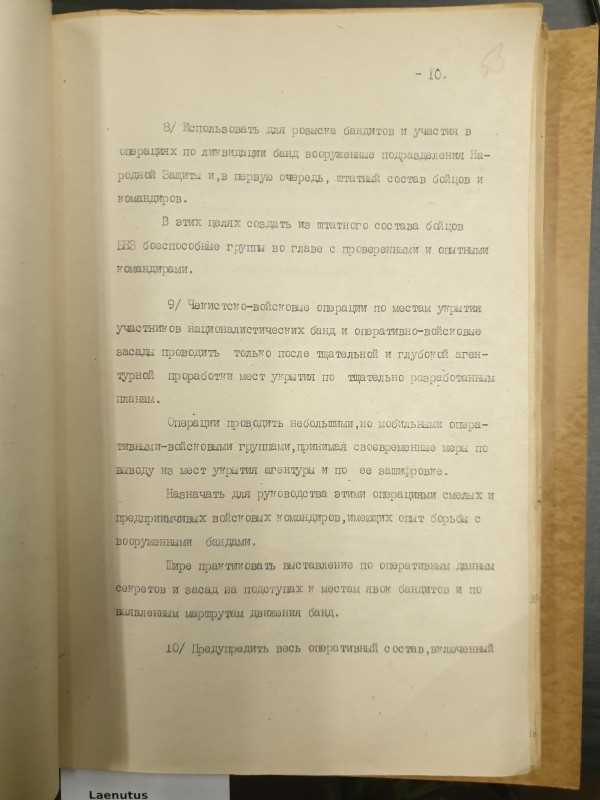 - 10.
8/ Использовать для розыска бандитов и участия в
операциях по ликвидации банд вооруженные подразделения На-
родной Защиты и,в первую очередь, штатный состав бойцов и
командиров.
В этих целях создать из штатного состава бойцов
БНЗ боеспособные группы во главе с проверенными и опытными
командирами.
9/ Чекистско-войсковые операции по местам укрытия
участников националистических банд и оперативно-войсковые
засады проводить только после тщательной и глубокой аген-
турной проработки мест укрытия по тщательно разработанным
планам.
Операции проводить небольшими,но мобильными опера-
тивными-войсковыми группами,принимая своевременные меры по
выводу из мест укрытия агентуры и по ее зашифровке.
Назначать для руководства этими операциями смелых и
предприимчивых войсковых командиров,имеющих опыт борьбы с
вооруженными бандами.
Шире практиковать выставление по оперативным данным
секретов и засад на подступах к местам явок бандитов и по
выявленным маршрутам движения банд.
10/ Предупредить весь оперативный состав,включенный
Laenutus